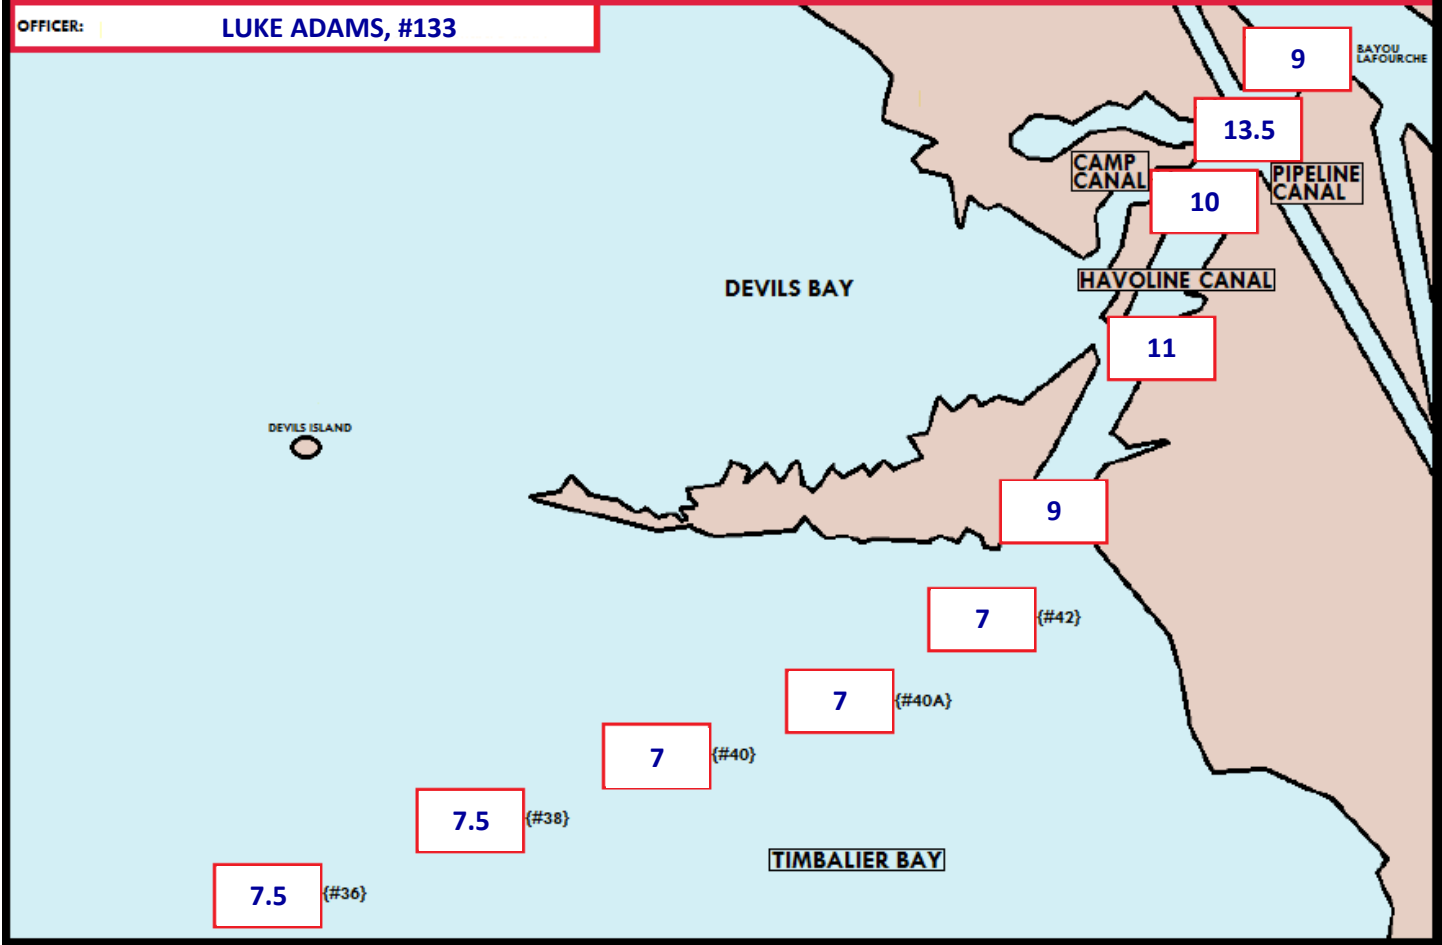 OFFICER: LUKE ADAMS, #133
9
BAYOU
LAFOURCHE
13.5
CAMP
CANAL
PIPELINE
CANAL
10
HAVOLINE CANAL
DEVILS BAY
11
DEVILS ISLAND
9
7 {#42}
7 {#40A}
7 {#40}
7.5 {#38}
TIMBALIER BAY
7.5 {#36}